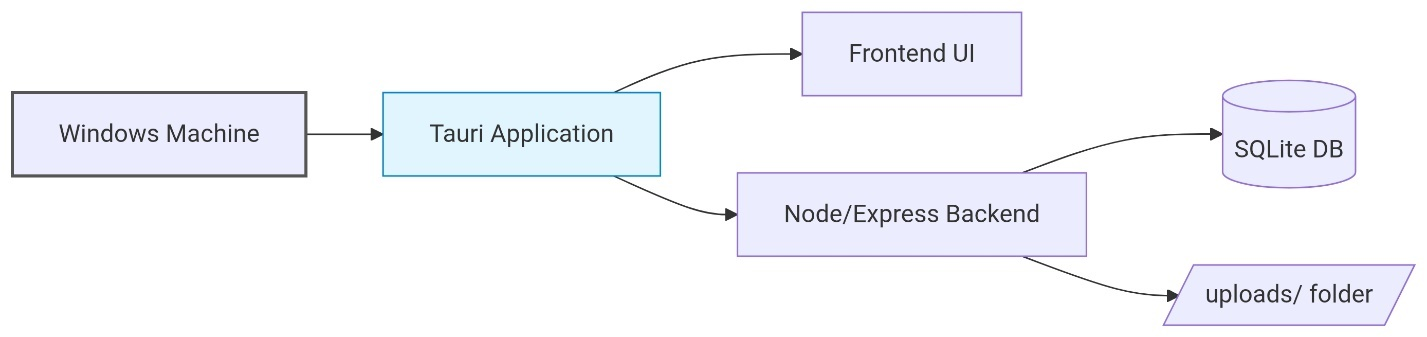 Windows Machine
Tauri Application
Frontend UI
Node/Express Backend
SQLite DB
uploads/ folder